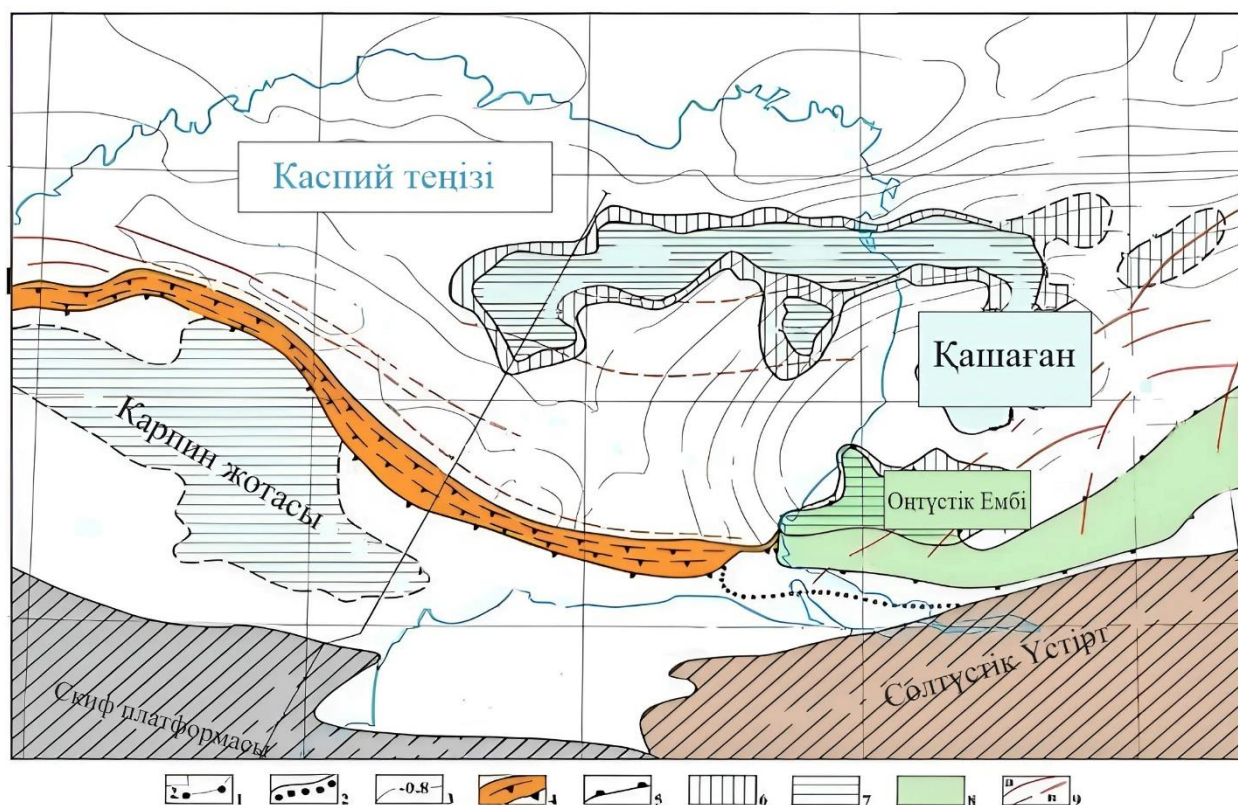 Каспий теңізі
Қашаған
Карпин жотасы
Оңтүстік Ембі
Солтүстік Үстірт
Скиф платформасы
1
2
-0.8 3
4
5
6
7
8
9